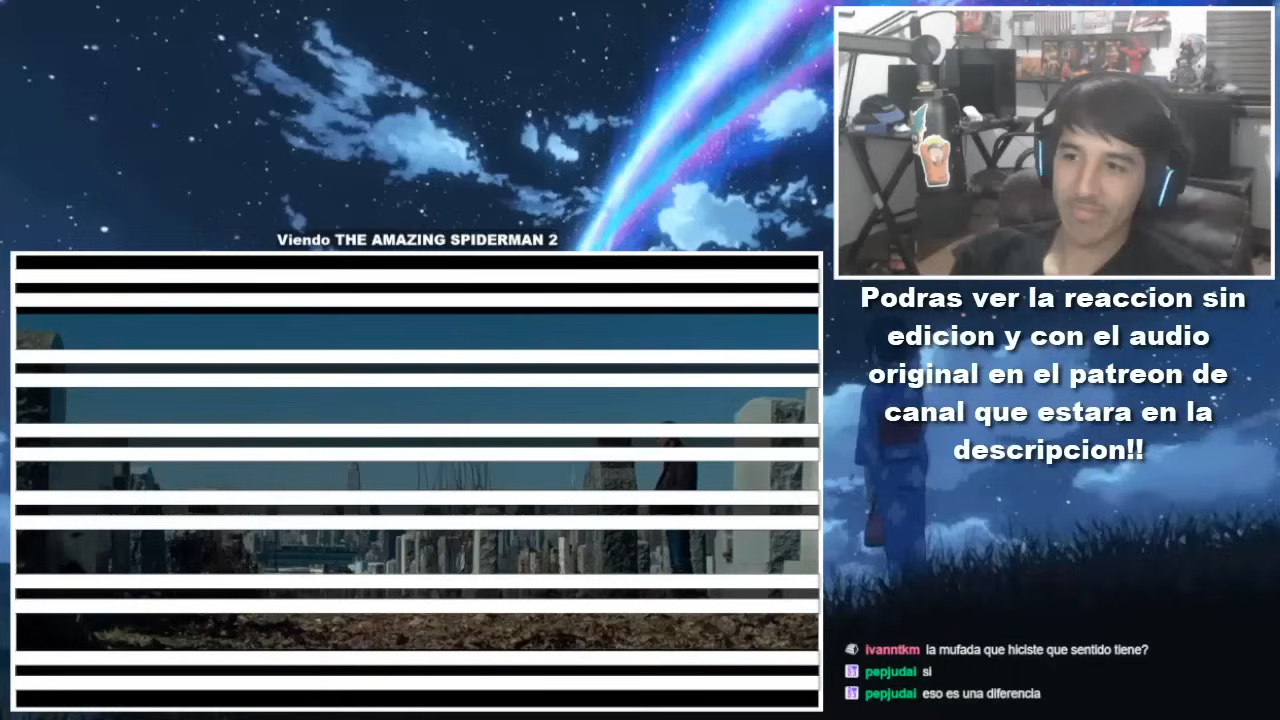 Viendo THE AMAZING SPIDERMAN 2
Podras ver la reaccion sin
edicion y con el audio
original en el patreon de
canal que estara en la
descripcion!!
ivanntkm la mufada que hiciste que sentido tiene?
pepjudai si
pepjudai eso es una diferencia